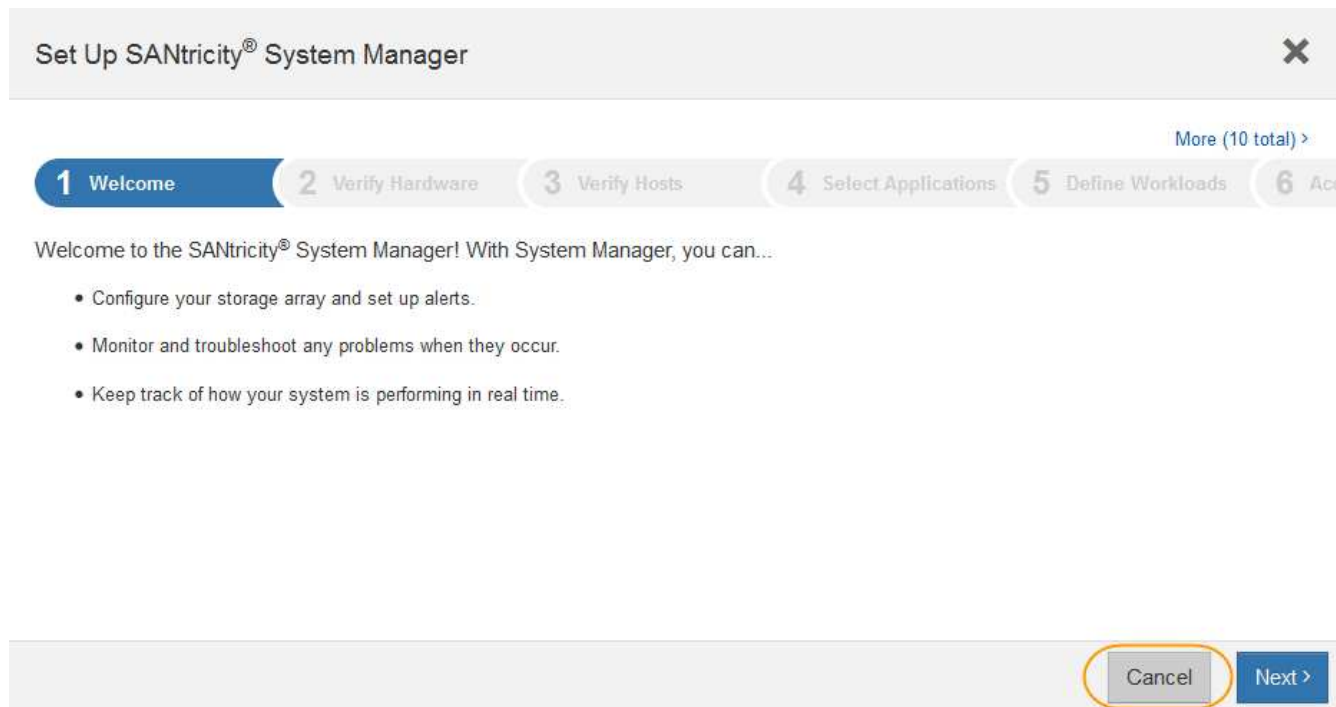 Set Up SANtricity® System Manager
More (10 total) >
1 Welcome
2 Verify Hardware
3 Verify Hosts
4 Select Applications
5 Define Workloads
6 Acc
Welcome to the SANtricity® System Manager! With System Manager, you can...
• Configure your storage array and set up alerts.
• Monitor and troubleshoot any problems when they occur.
• Keep track of how your system is performing in real time.
Cancel
Next >